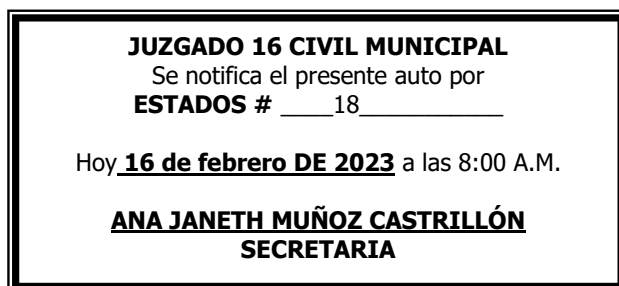 JUZGADO 16 CIVIL MUNICIPAL
Se notifica el presente auto por
ESTADOS # ____18___________
Hoy 16 de febrero DE 2023 a las 8:00 A.M.
ANA JANETH MUÑOZ CASTRILLÓN
SECRETARIA